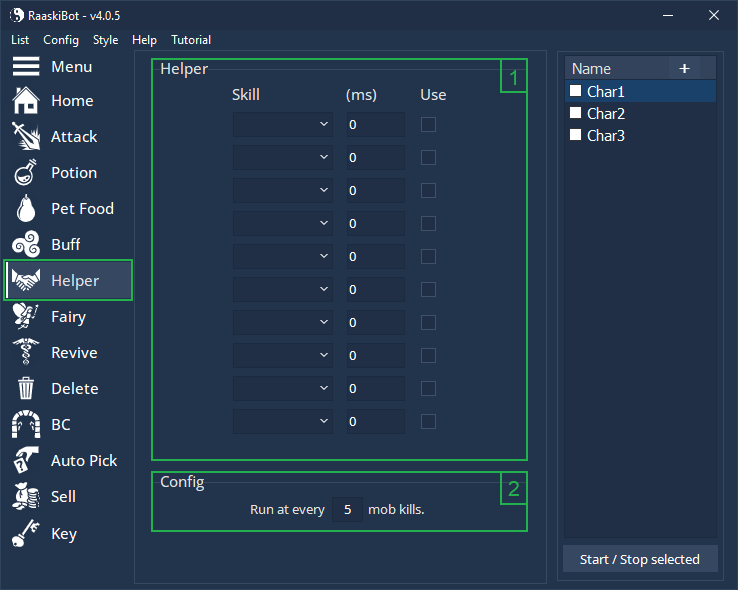 RaaskiBot - v4.0.5
List Config Style Help Tutorial
Menu
Home
Attack
Potion
Pet Food
Buff
Helper
Fairy
Revive
Delete
BC
Auto Pick
Sell
Key
Helper 1
Skill (ms) Use
0
0
0
0
0
0
0
0
0
0
Config 2
Run at every 5 mob kills.
Name +
Char1
Char2
Char3
Start / Stop selected